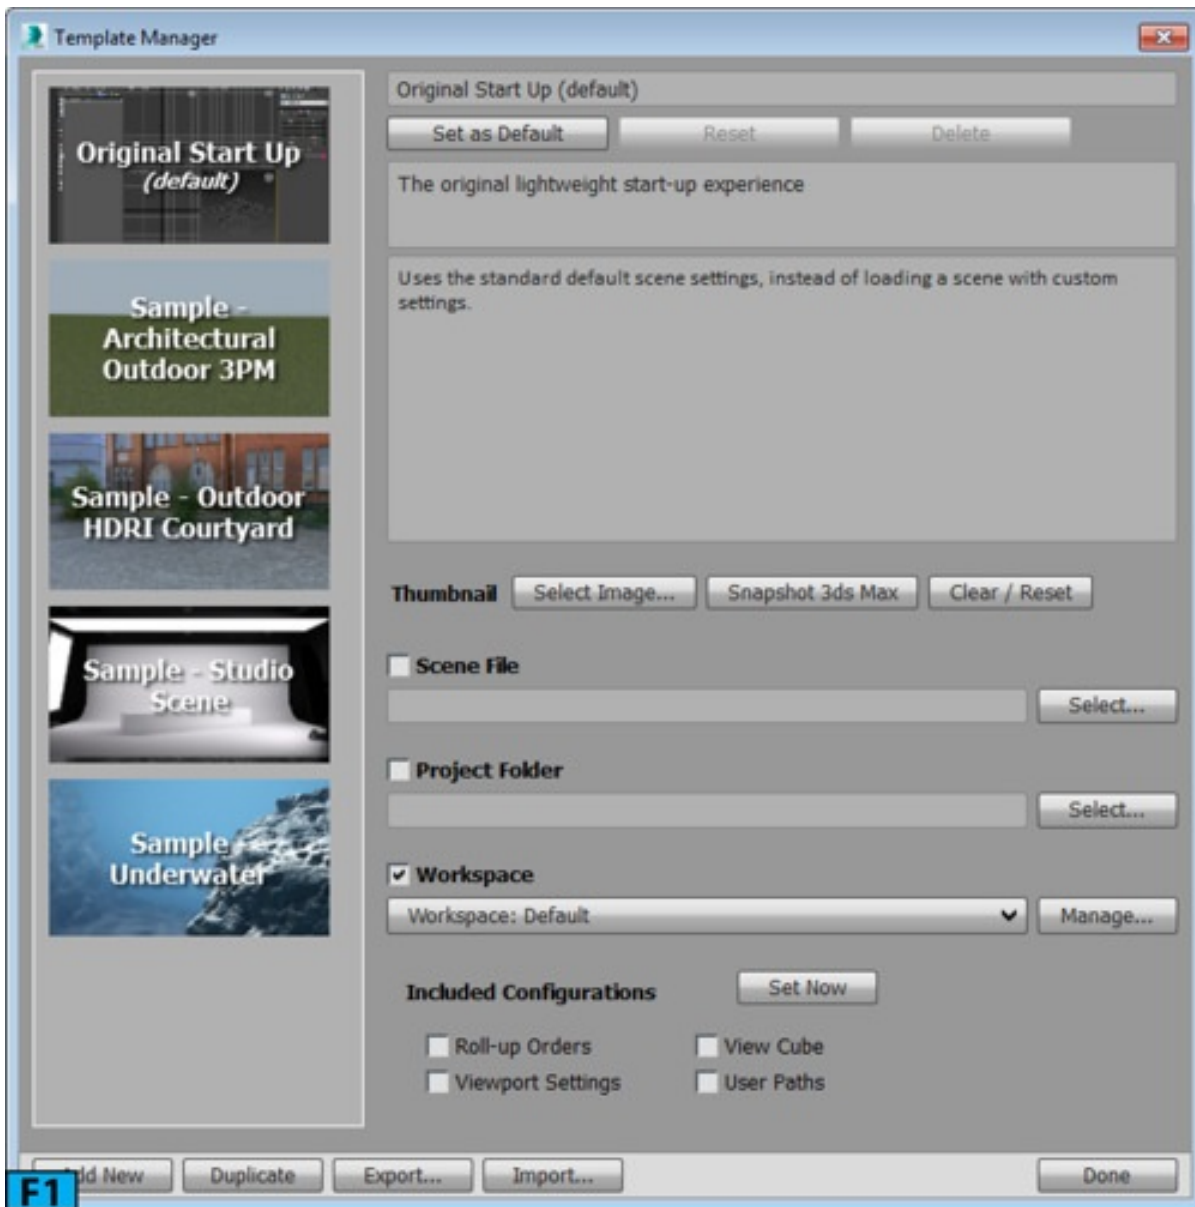 Template Manager
Original Start Up
(default)
Sample -
Architectural
Outdoor 3PM
Sample - Outdoor
HDRI Courtyard
Sample - Studio
Scene
Sample -
Underwater
Original Start Up (default)
Set as Default Reset Delete
The original lightweight start-up experience
Uses the standard default scene settings, instead of loading a scene with custom
settings.
Thumbnail Select Image... Snapshot 3ds Max Clear / Reset
Scene File
Select...
Project Folder
Select...
Workspace
Workspace: Default Manage...
Included Configurations Set Now
Roll-up Orders View Cube
Viewport Settings User Paths
dd New Duplicate Export... Import... Done
F1